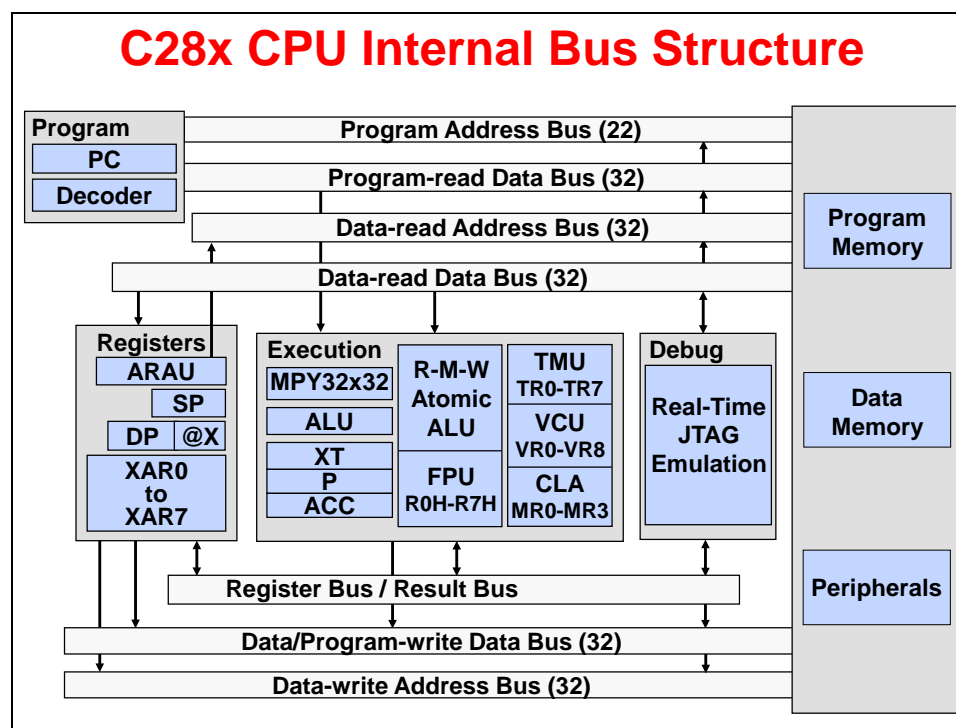 C28x CPU Internal Bus Structure
Program
PC
Decoder
Program Address Bus (22)
Program-read Data Bus (32)
Data-read Address Bus (32)
Data-read Data Bus (32)
Program
Memory
Data
Memory
Peripherals
Registers
ARAU
SP
DP
@X
XAR0
to
XAR7
Execution
MPY32x32
ALU
XT
P
ACC
R-M-W
Atomic
ALU
FPU
R0H-R7H
TMU
TR0-TR7
VCU
VR0-VR8
CLA
MR0-MR3
Debug
Real-Time
JTAG
Emulation
Register Bus / Result Bus
Data/Program-write Data Bus (32)
Data-write Address Bus (32)